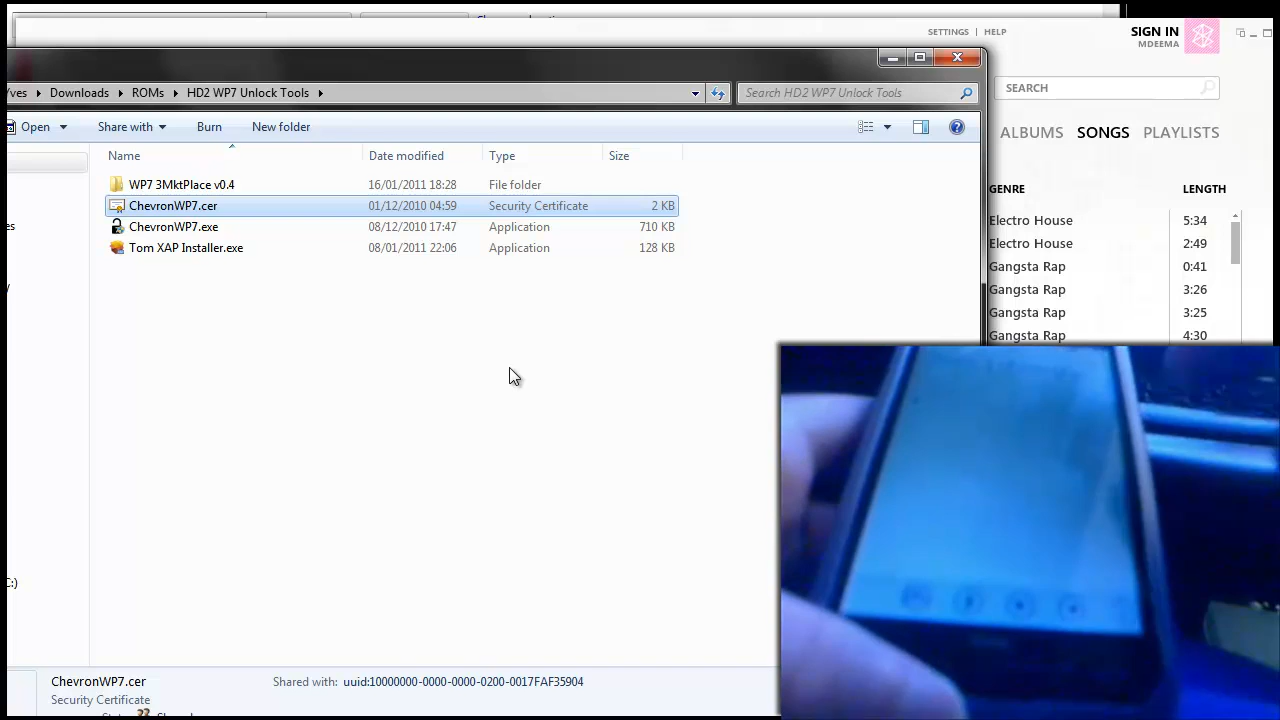 SETTINGS | HELP
SIGN IN
MDEEMA
Downloads ▸ ROMs ▸ HD2 WP7 Unlock Tools ▸
Search HD2 WP7 Unlock Tools
SEARCH
Open Share with Burn New folder
ALBUMS SONGS PLAYLISTS
Name Date modified Type Size
GENRE LENGTH
WP7 3MktPlace v0.4 16/01/2011 18:28 File folder
ChevronWP7.cer 01/12/2010 04:59 Security Certificate 2 KB
ChevronWP7.exe 08/12/2010 17:47 Application 710 KB
Tom XAP Installer.exe 08/01/2011 22:06 Application 128 KB
Electro House 5:34
Electro House 2:49
Gangsta Rap 0:41
Gangsta Rap 3:26
Gangsta Rap 3:25
Gangsta Rap 4:30
C:)
ChevronWP7.cer Shared with: uuid:10000000-0000-0000-0200-0017FAF35904
Security Certificate